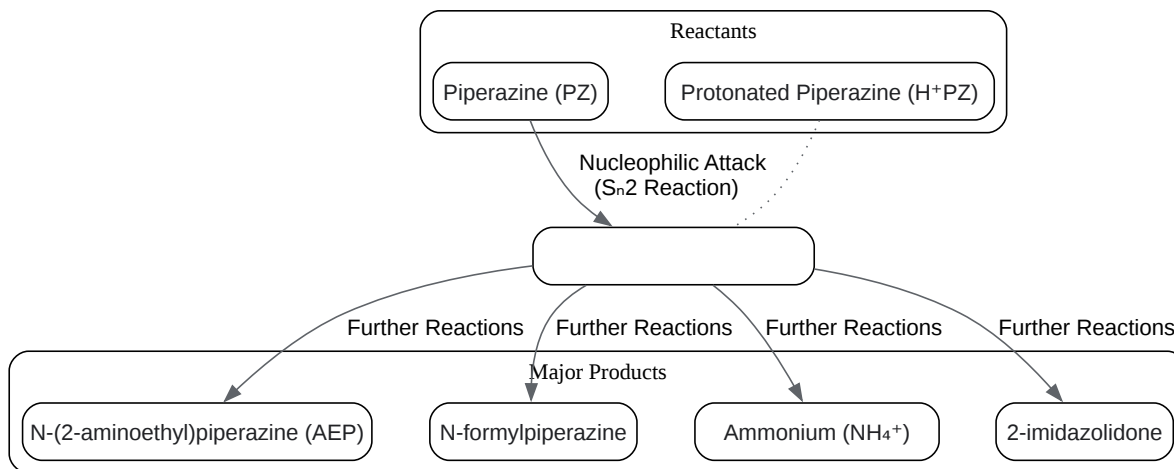 Reactants
Piperazine (PZ)
Protonated Piperazine (H⁺PZ)
Nucleophilic Attack
(Sₙ2 Reaction)
Further Reactions
Further Reactions
Further Reactions
Further Reactions
Major Products
N-(2-aminoethyl)piperazine (AEP)
N-formylpiperazine
Ammonium (NH₄⁺)
2-imidazolidone